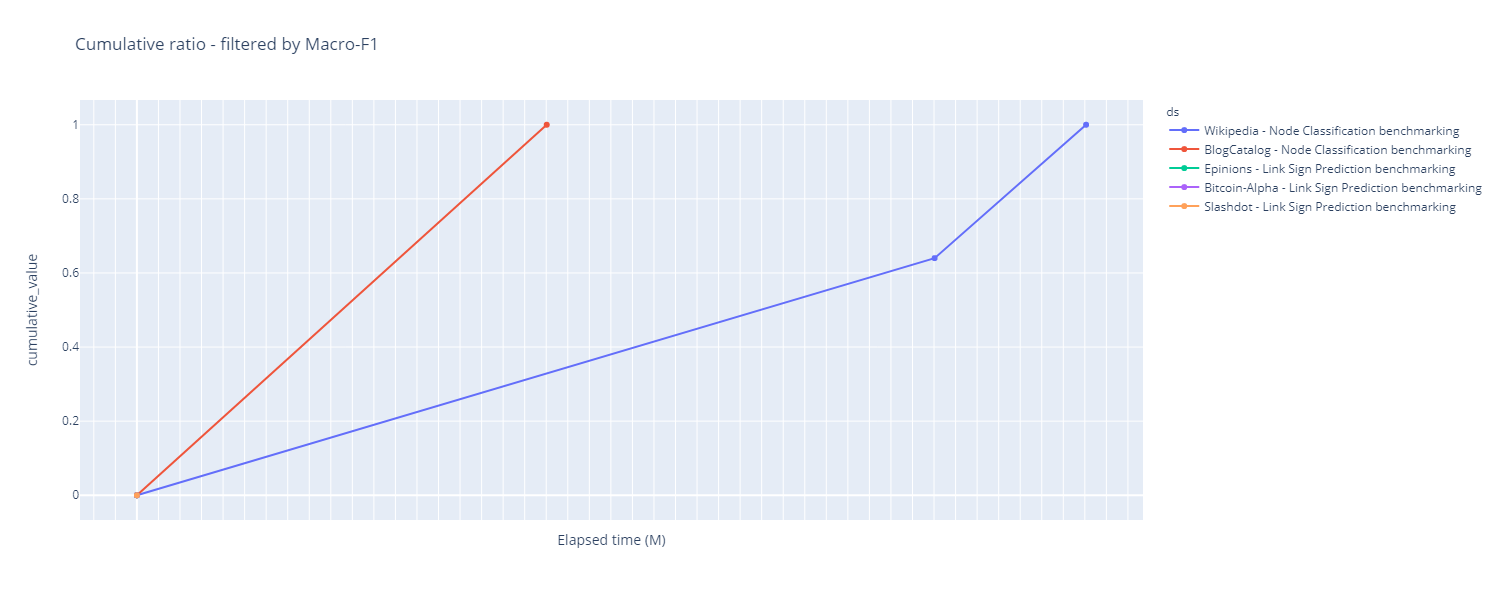 Cumulative ratio - filtered by Macro-F1
1
0.8
0.6
0.4
0.2
0
cumulative_value
Elapsed time (M)
ds
Wikipedia - Node Classification benchmarking
BlogCatalog - Node Classification benchmarking
Epinions - Link Sign Prediction benchmarking
Bitcoin-Alpha - Link Sign Prediction benchmarking
Slashdot - Link Sign Prediction benchmarking